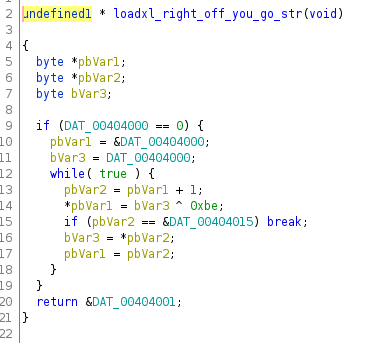 2 undefined1 * loadxl_right_off_you_go_str(void)
3
4 {
5 byte *pbVar1;
6 byte *pbVar2;
7 byte bVar3;
8
9 if (DAT_00404000 == 0) {
10 pbVar1 = &DAT_00404000;
11 bVar3 = DAT_00404000;
12 while( true ) {
13 pbVar2 = pbVar1 + 1;
14 *pbVar1 = bVar3 ^ 0xbe;
15 if (pbVar2 == &DAT_00404015) break;
16 bVar3 = *pbVar2;
17 pbVar1 = pbVar2;
18 }
19 }
20 return &DAT_00404001;
21 }
22